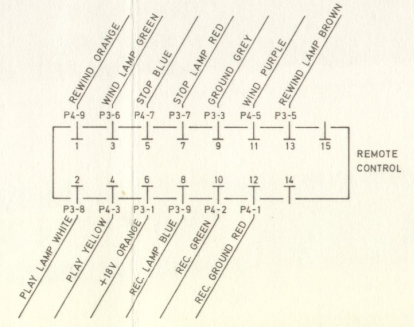 REWIND ORANGE
WIND LAMP GREEN
STOP BLUE
STOP LAMP RED
GROUND GREY
WIND PURPLE
REWIND LAMP BROWN
P4-9 P3-6 P4-7 P3-7 P3-3 P4-5 P3-5
1 3 5 7 9 11 13 15
REMOTE
CONTROL
2 4 6 8 10 12 14
P3-8 P4-3 P3-1 P3-9 P4-2 P4-1
PLAY LAMP WHITE
PLAY YELLOW
+18V ORANGE
REC. LAMP BLUE
REC. GREEN
REC. GROUND RED